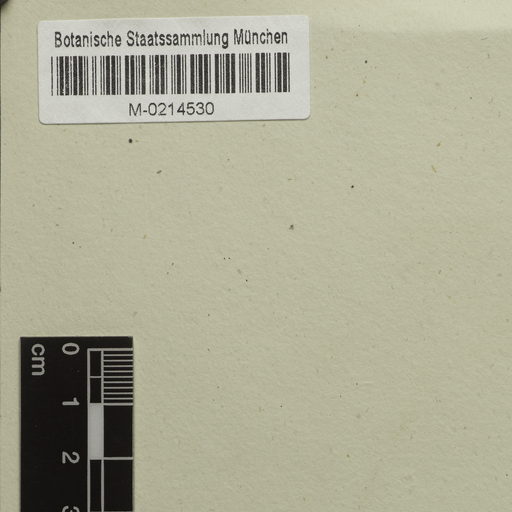 Botanische Staatssammlung München
M-0214530
cm
0
1
2
3